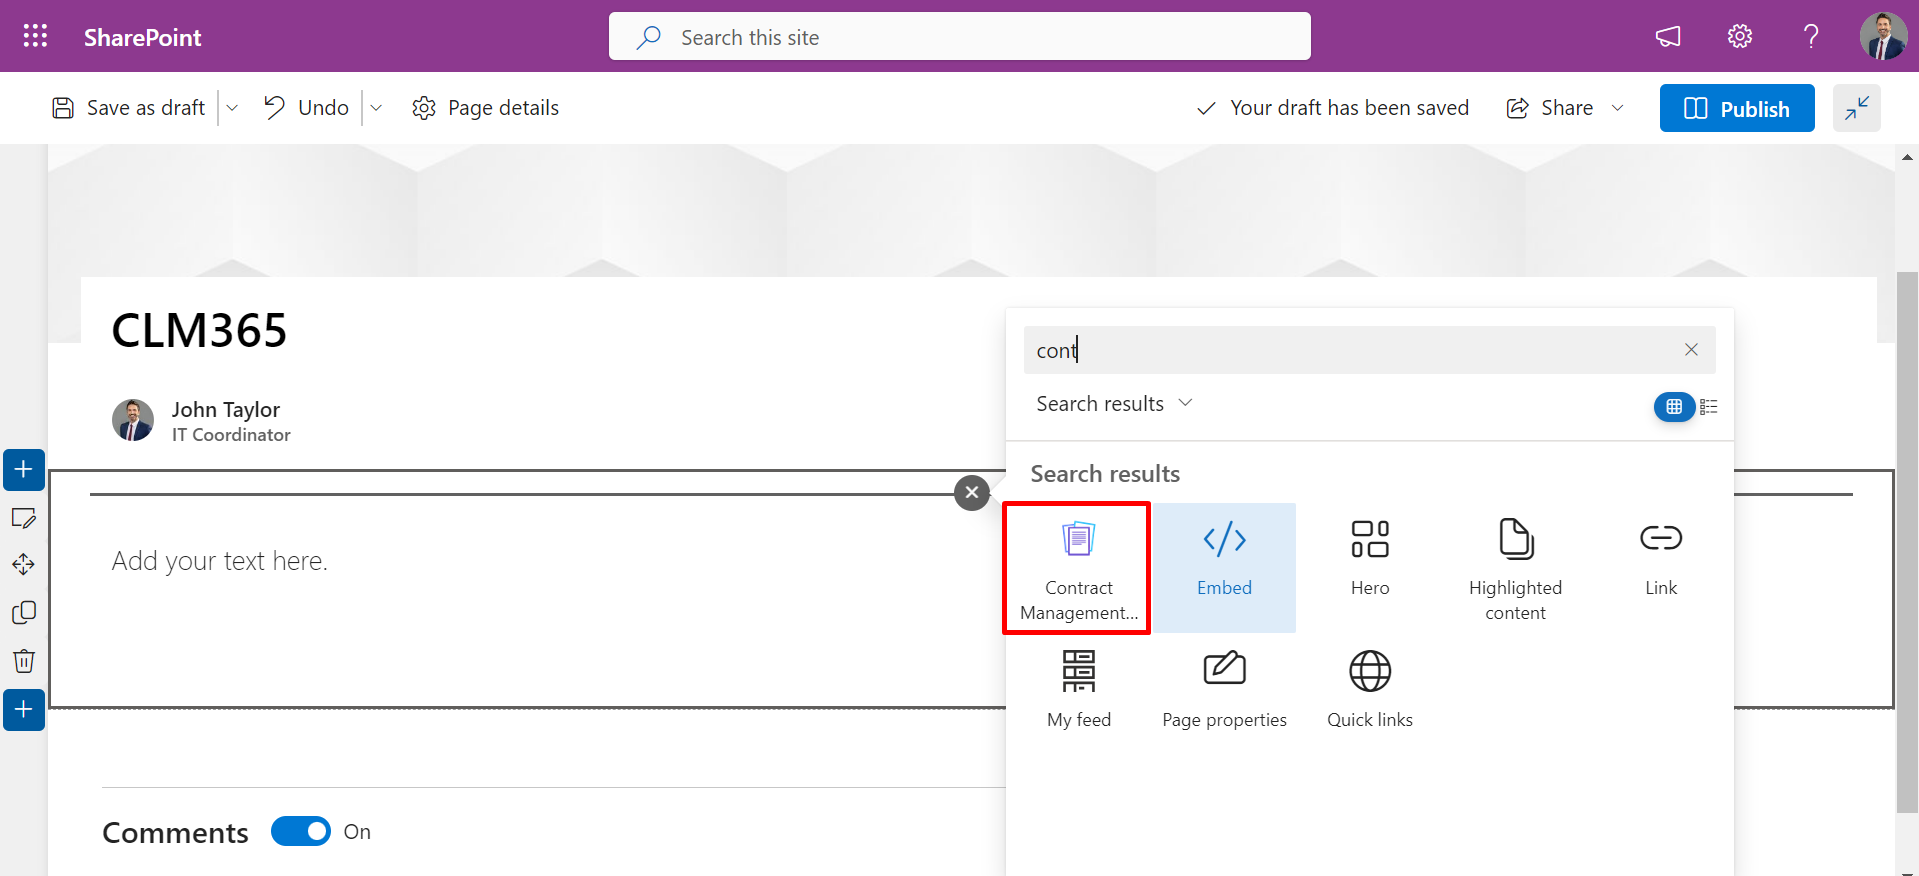 SharePoint
Search this site
Save as draft
Undo
Page details
Your draft has been saved
Share
Publish
CLM365
John Taylor
IT Coordinator
Add your text here.
cont
Search results
Search results
Contract
Management...
Embed
Hero
Highlighted
content
Link
My feed
Page properties
Quick links
Comments
On